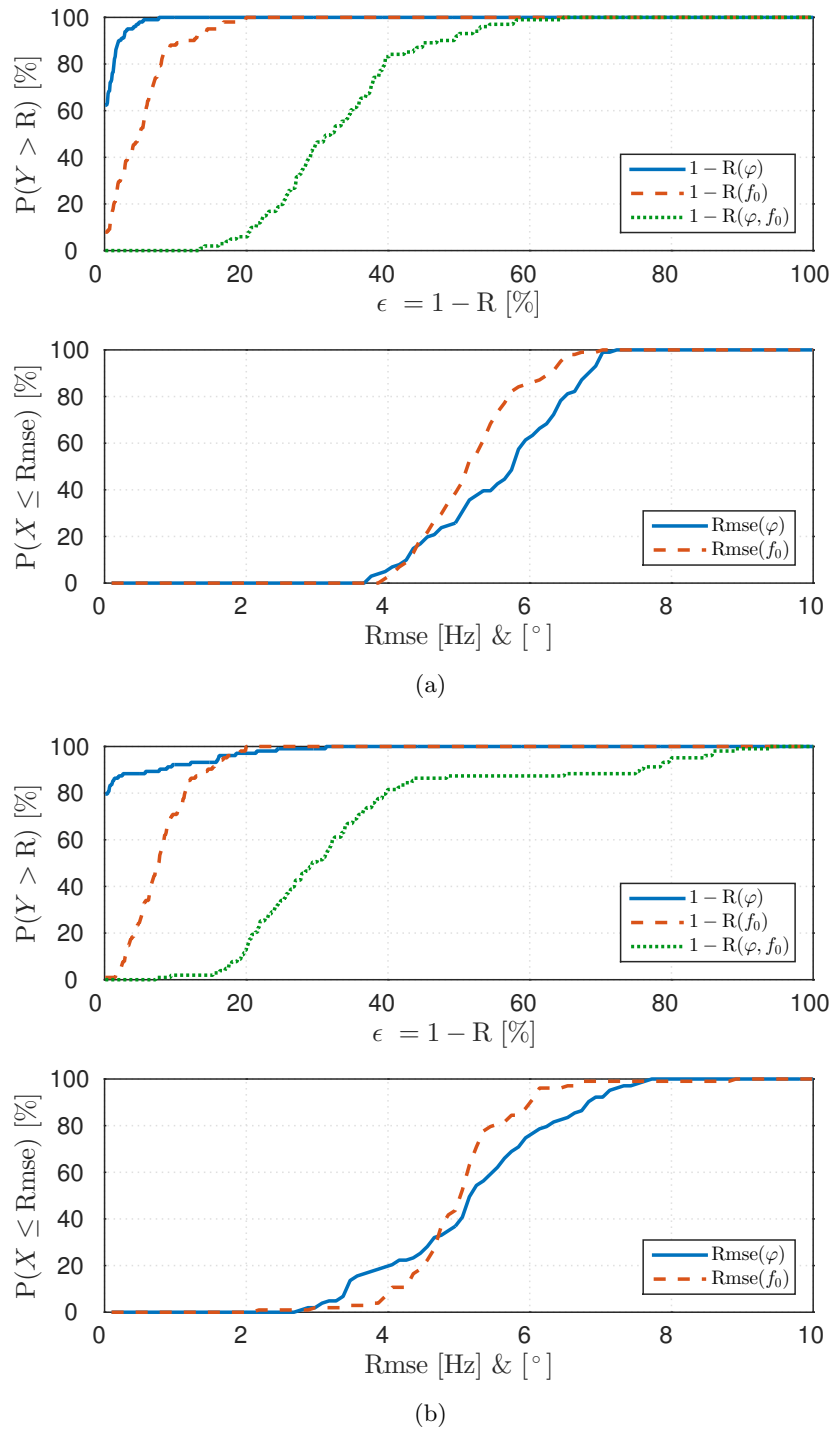 100
80
60
40
20
0
P(Y > R) [%]
1 − R(φ)
1 − R(f₀)
1 − R(φ, f₀)
0 20 40 60 80 100
ϵ = 1 − R [%]
100
80
60
40
20
0
P(X ≤ Rmse) [%]
Rmse(φ)
Rmse(f₀)
0 2 4 6 8 10
Rmse [Hz] & [°]
(a)
100
80
60
40
20
0
P(Y > R) [%]
1 − R(φ)
1 − R(f₀)
1 − R(φ, f₀)
0 20 40 60 80 100
ϵ = 1 − R [%]
100
80
60
40
20
0
P(X ≤ Rmse) [%]
Rmse(φ)
Rmse(f₀)
0 2 4 6 8 10
Rmse [Hz] & [°]
(b)